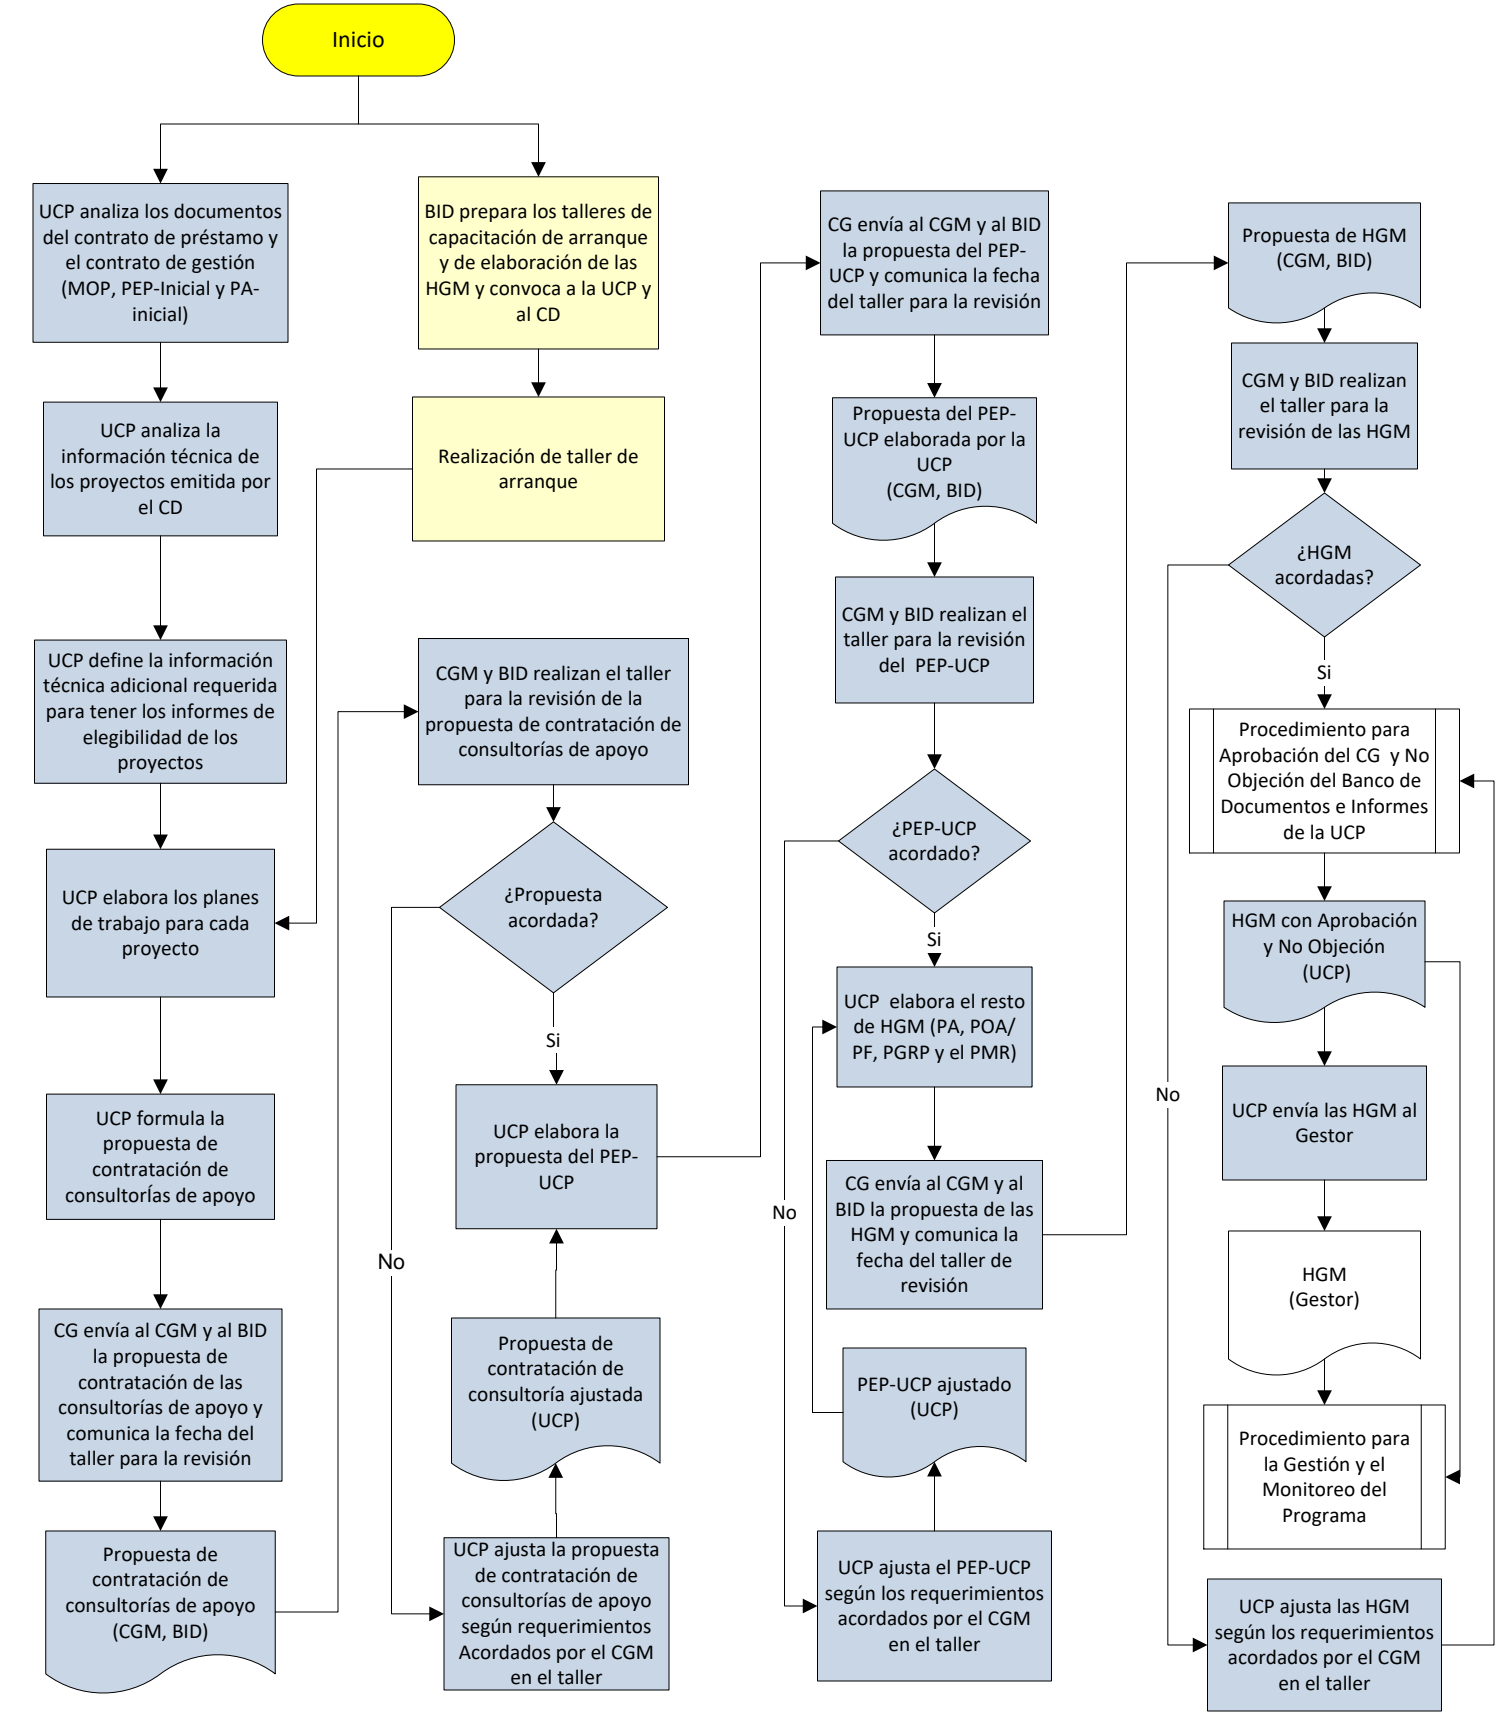 Inicio
UCP analiza los documentos
del contrato de préstamo y
el contrato de gestión
(MOP, PEP-Inicial y PA-
inicial)
BID prepara los talleres de
capacitación de arranque
y de elaboración de las
HGM y convoca a la UCP y
al CD
UCP analiza la
información técnica de
los proyectos emitida por
el CD
Realización de taller de
arranque
UCP define la información
técnica adicional requerida
para tener los informes de
elegibilidad de los
proyectos
UCP elabora los planes
de trabajo para cada
proyecto
UCP formula la
propuesta de
contratación de
consultorÍas de apoyo
CG envía al CGM y al BID
la propuesta de
contratación de las
consultorías de apoyo y
comunica la fecha del
taller para la revisión
Propuesta de
contratación de
consultorías de apoyo
(CGM, BID)
CGM y BID realizan el taller
para la revisión de la
propuesta de contratación de
consultorías de apoyo
¿Propuesta
acordada?
Si
No
UCP elabora la
propuesta del PEP-
UCP
Propuesta de
contratación de
consultoría ajustada
(UCP)
UCP ajusta la propuesta
de contratación de
consultorías de apoyo
según requerimientos
Acordados por el CGM
en el taller
CG envía al CGM y al BID
la propuesta del PEP-
UCP y comunica la fecha
del taller para la revisión
Propuesta del PEP-
UCP elaborada por la
UCP
(CGM, BID)
CGM y BID realizan el
taller para la revisión
del PEP-UCP
¿PEP-UCP
acordado?
Si
No
UCP elabora el resto
de HGM (PA, POA/
PF, PGRP y el PMR)
CG envía al CGM y al
BID la propuesta de las
HGM y comunica la
fecha del taller de
revisión
PEP-UCP ajustado
(UCP)
UCP ajusta el PEP-UCP
según los requerimientos
acordados por el CGM
en el taller
Propuesta de HGM
(CGM, BID)
CGM y BID realizan
el taller para la
revisión de las HGM
¿HGM
acordadas?
Si
No
Procedimiento para
Aprobación del CG y No
Objeción del Banco de
Documentos e Informes
de la UCP
HGM con Aprobación
y No Objeción
(UCP)
UCP envía las HGM al
Gestor
HGM
(Gestor)
Procedimiento para
la Gestión y el
Monitoreo del
Programa
UCP ajusta las HGM
según los requerimientos
acordados por el CGM
en el taller